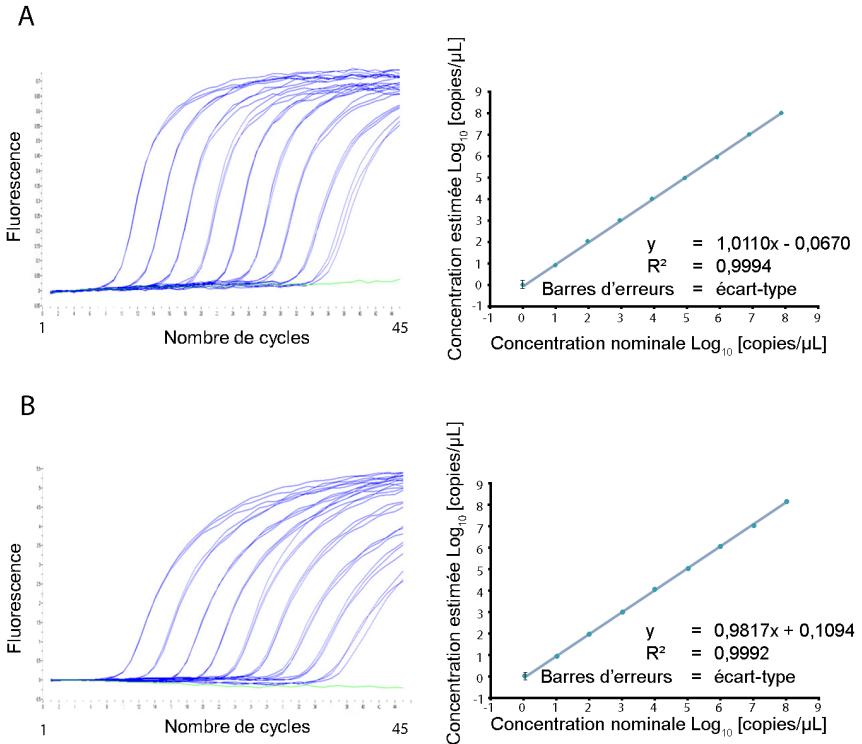 A
Fluorescence
1
Nombre de cycles
45
Concentration estimée Log10 [copies/µL]
9
8
7
6
5
4
3
2
1
0
-1
y = 1,0110x - 0,0670
R² = 0,9994
Barres d’erreurs = écart-type
-1 0 1 2 3 4 5 6 7 8 9
Concentration nominale Log10 [copies/µL]
B
Fluorescence
1
Nombre de cycles
45
Concentration estimée Log10 [copies/µL]
9
8
7
6
5
4
3
2
1
0
-1
y = 0,9817x + 0,1094
R² = 0,9992
Barres d’erreurs = écart-type
-1 0 1 2 3 4 5 6 7 8 9
Concentration nominale Log10 [copies/µL]